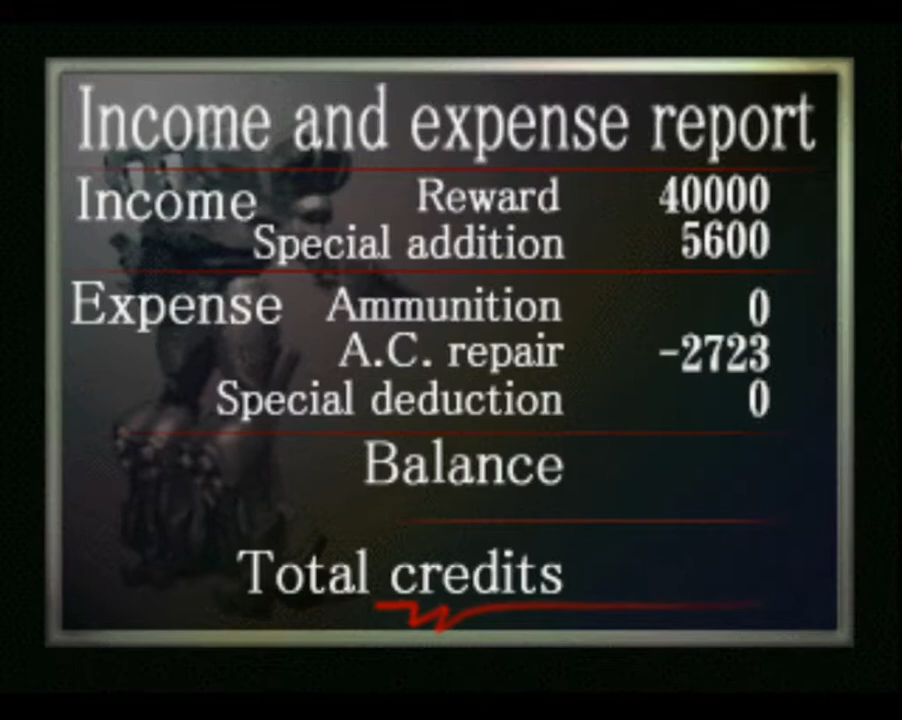 Income and expense report
Income Reward 40000
Special addition 5600
Expense Ammunition 0
A.C. repair -2723
Special deduction 0
Balance
Total credits